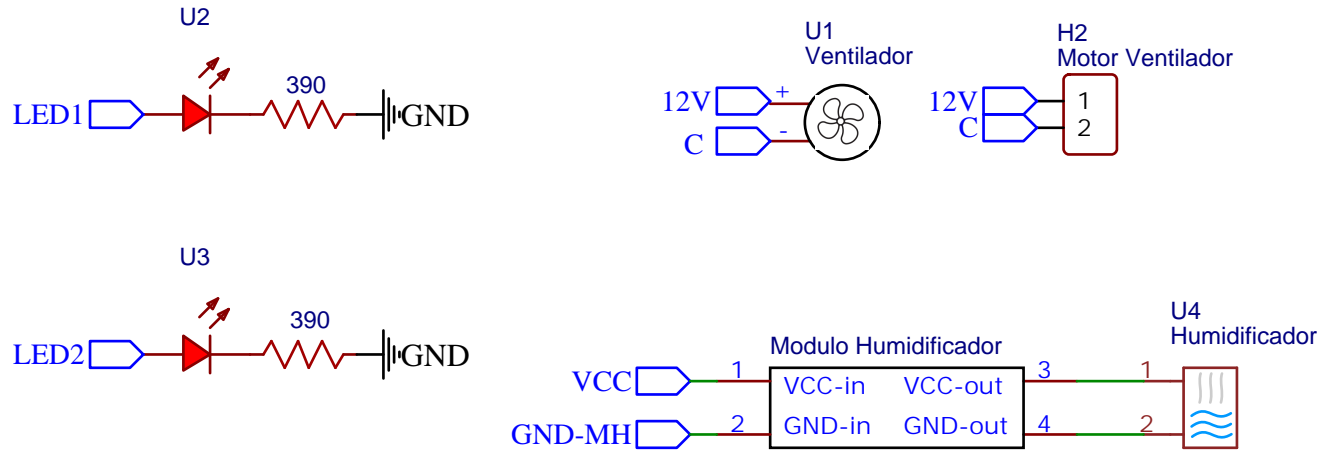 U2
390
LED1
GND
U1
Ventilador
12V
+
C
-
H2
Motor Ventilador
12V
1
C
2
U3
390
LED2
GND
Modulo Humidificador
U4
Humidificador
VCC 1 VCC-in VCC-out 3 1
GND-MH 2 GND-in GND-out 4 2